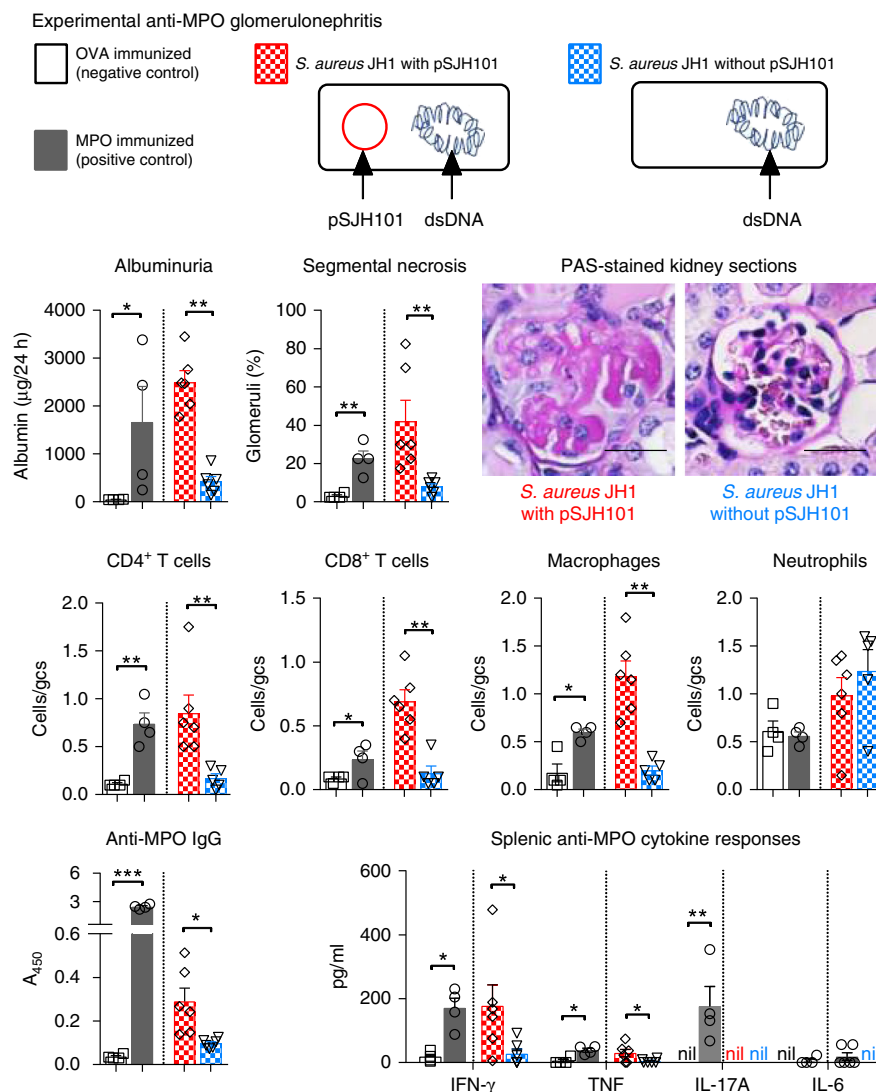 Experimental anti-MPO glomerulonephritis
OVA immunized
(negative control)
MPO immunized
(positive control)
S. aureus JH1 with pSJH101
pSJH101
dsDNA
S. aureus JH1 without pSJH101
dsDNA
Albuminuria
Albumin (µg/24 h)
4000
3000
2000
1000
0
*
**
Segmental necrosis
Glomeruli (%)
100
80
60
40
20
0
**
**
PAS-stained kidney sections
S. aureus JH1
with pSJH101
S. aureus JH1
without pSJH101
CD4+ T cells
Cells/gcs
2.0
1.5
1.0
0.5
0.0
**
**
CD8+ T cells
Cells/gcs
1.5
1.0
0.5
0.0
*
**
Macrophages
Cells/gcs
2.0
1.5
1.0
0.5
0.0
*
**
Neutrophils
Cells/gcs
2.0
1.5
1.0
0.5
0.0
Anti-MPO IgG
A450
6
3
0.6
0.4
0.2
0.0
***
*
Splenic anti-MPO cytokine responses
pg/ml
600
400
200
0
*
*
*
*
**
nil
nil
nil
nil
ni
IFN-γ
TNF
IL-17A
IL-6